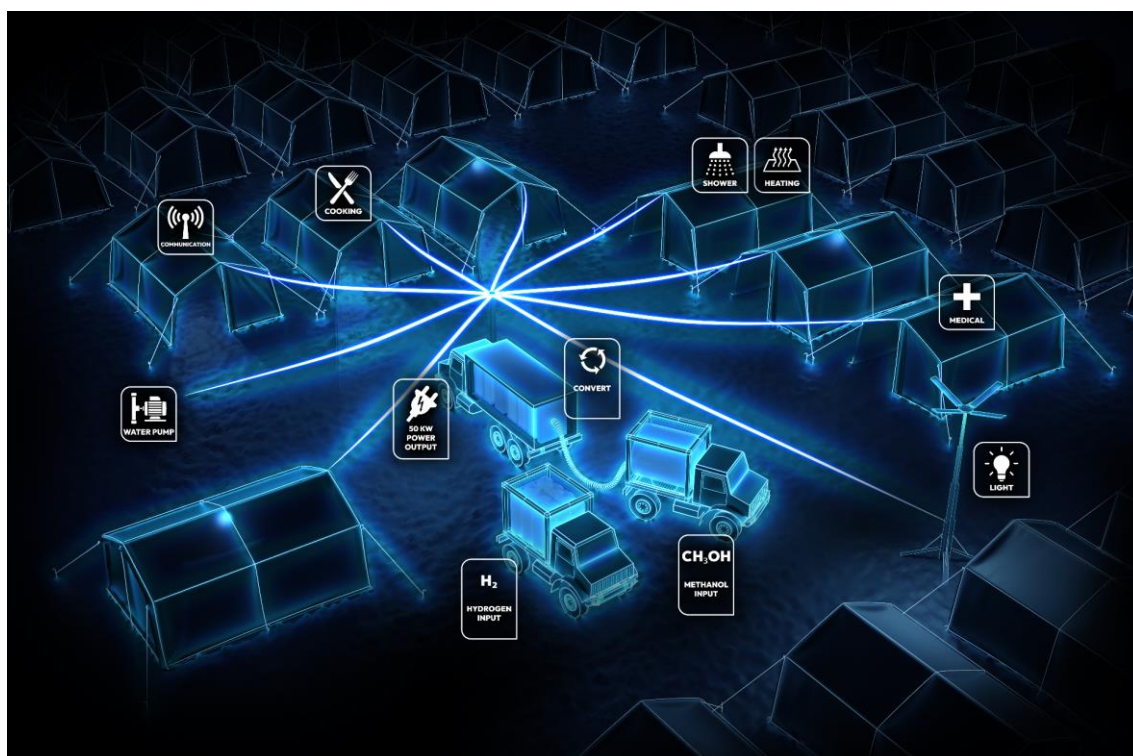 SHOWER
HEATING
COOKING
COMMUNICATION
MEDICAL
CONVERT
WATER PUMP
50 KW
POWER
OUTPUT
LIGHT
CH₃OH
METHANOL
INPUT
H₂
HYDROGEN
INPUT